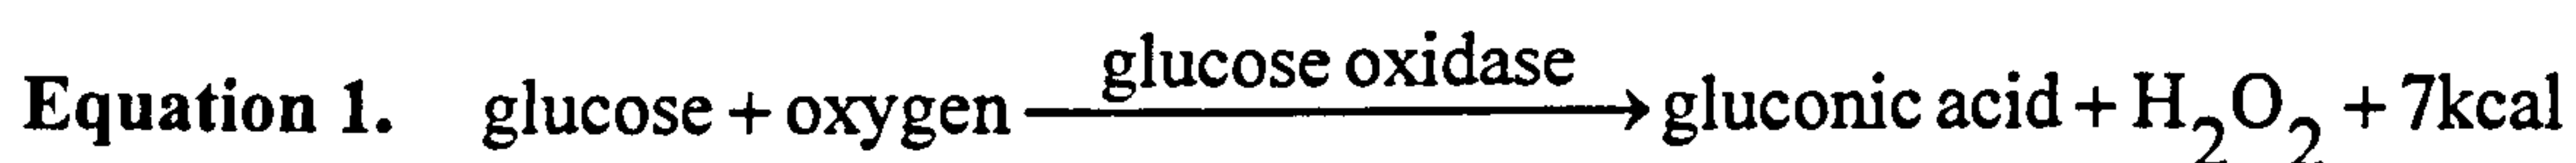 glucose oxidase
Equation 1. glucose + oxygen ⟶ gluconic acid + H₂O₂ + 7kcal